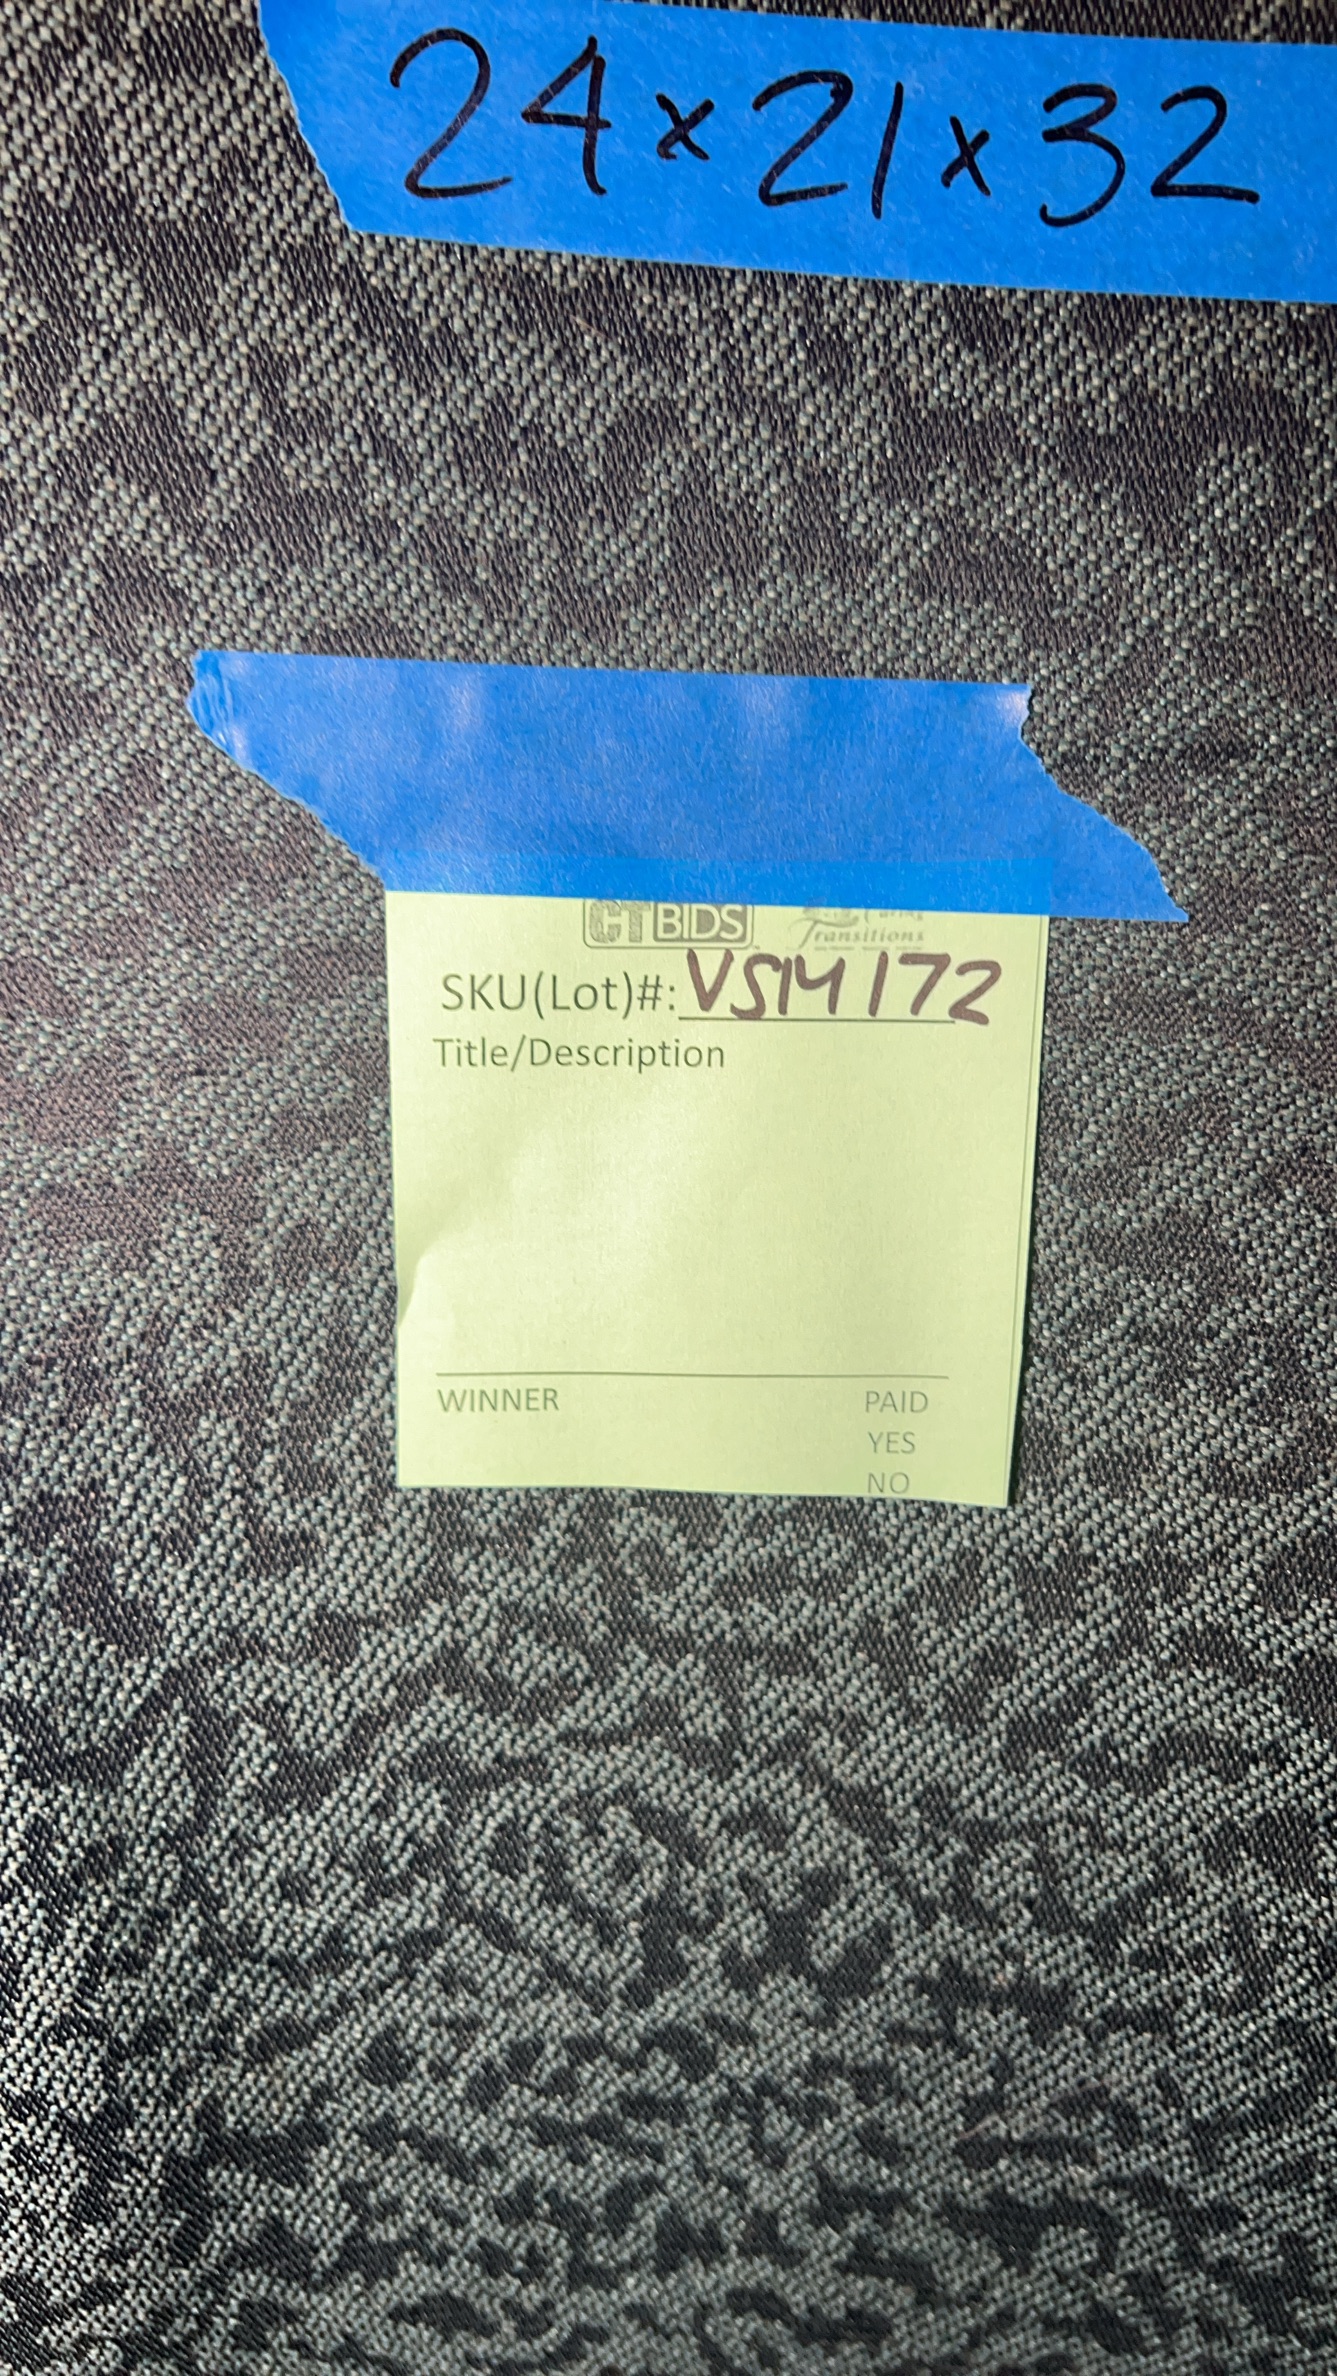 24 x 21 x 32
CTBIDS
Transitions
SKU(Lot)#: VS14172
Title/Description
WINNER
PAID
YES
NO